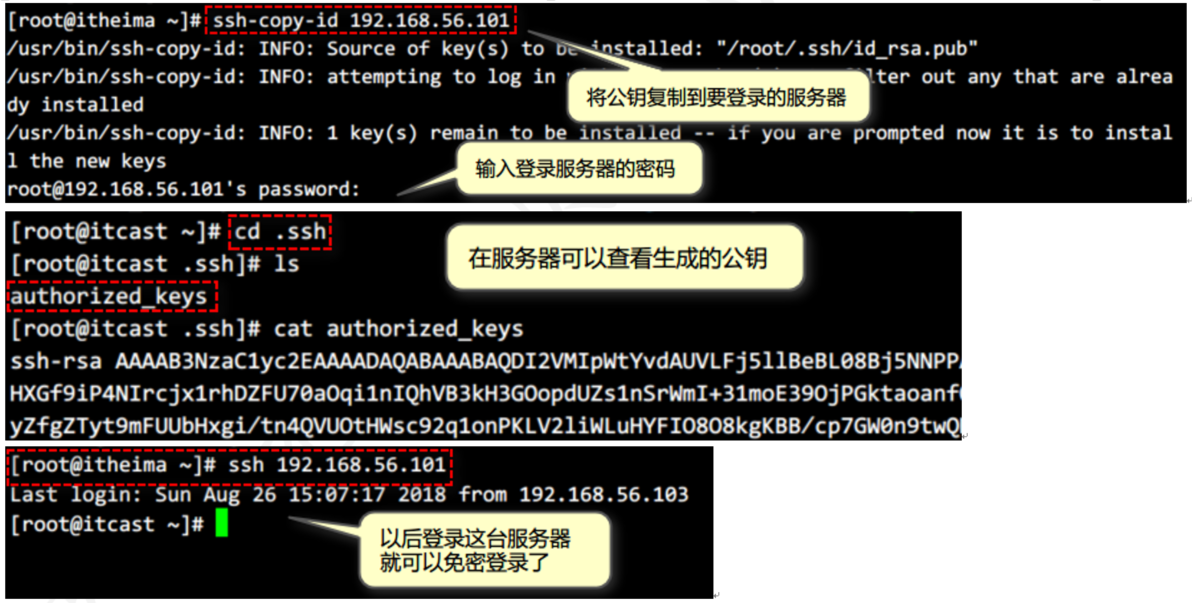 [root@itheima ~]# ssh-copy-id 192.168.56.101
/usr/bin/ssh-copy-id: INFO: Source of key(s) to be installed: "/root/.ssh/id_rsa.pub"
/usr/bin/ssh-copy-id: INFO: attempting to log in filter out any that are alrea
将公钥复制到要登录的服务器
dy installed
/usr/bin/ssh-copy-id: INFO: 1 key(s) remain to be installed -- if you are prompted now it is to instal
l the new keys
输入登录服务器的密码
root@192.168.56.101's password:
[root@itcast ~]# cd .ssh
在服务器可以查看生成的公钥
[root@itcast .ssh]# ls
authorized_keys
[root@itcast .ssh]# cat authorized_keys
ssh-rsa AAAAB3NzaC1yc2EAAAADAQABAAABAQDI2VMIpWtYvdAUVLFj5llBeBL08Bj5NNPP
HXGf9iP4NIrcjx1rhDZFU70aOqi1nIQhVB3kH3GOopdUZs1nSrWmI+31moE39OjPGktaoanf
yZfgZTyt9mFUUbHxgi/tn4QVUOtHWsc92q1onPKLV2liWLuHYFIO8O8kgKBB/cp7GW0n9twQ
[root@itheima ~]# ssh 192.168.56.101
Last login: Sun Aug 26 15:07:17 2018 from 192.168.56.103
[root@itcast ~]#
以后登录这台服务器
就可以免密登录了